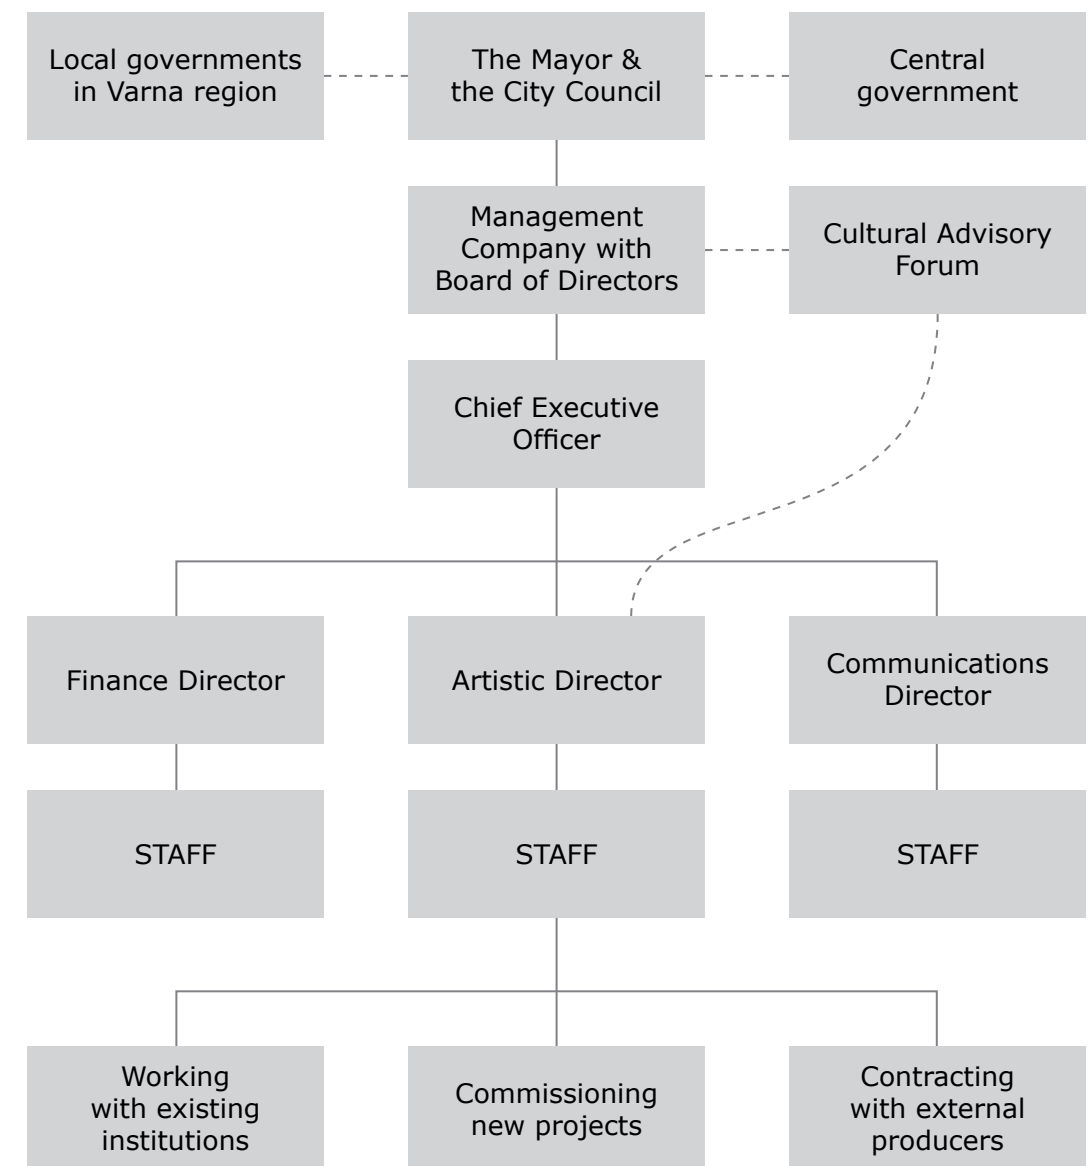 Local governments
in Varna region
The Mayor &
the City Council
Central
government
Management
Company with
Board of Directors
Cultural Advisory
Forum
Chief Executive
Officer
Finance Director
Artistic Director
Communications
Director
STAFF
STAFF
STAFF
Working
with existing
institutions
Commissioning
new projects
Contracting
with external
producers